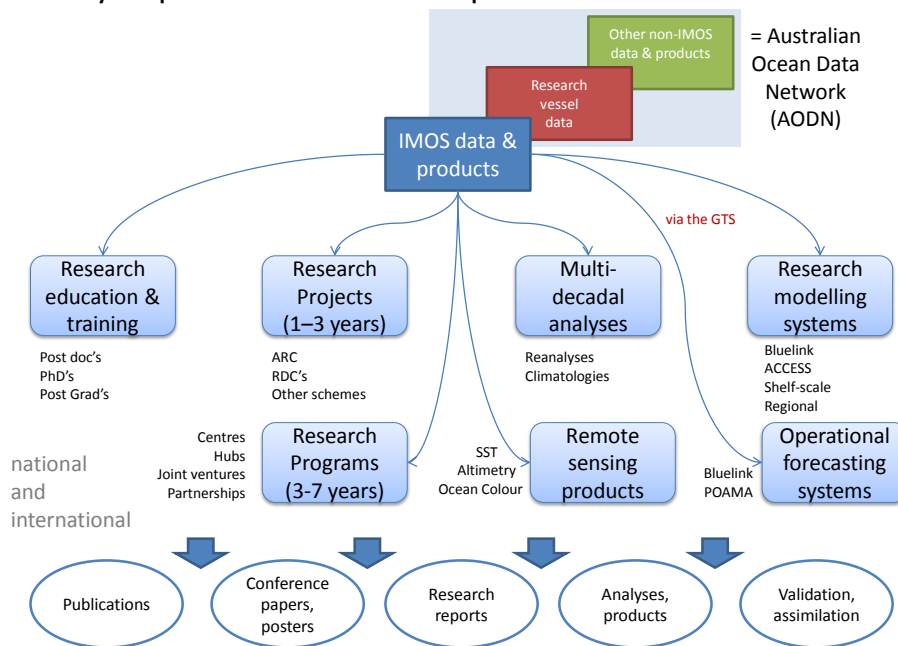 Other non-IMOS
data & products
= Australian
Ocean Data
Network
(AODN)
Research
vessel
data
IMOS data &
products
via the GTS
Research
education &
training
Research
Projects
(1–3 years)
Multi-
decadal
analyses
Research
modelling
systems
Post doc's
PhD's
Post Grad's
ARC
RDC's
Other schemes
Reanalyses
Climatologies
Bluelink
ACCESS
Shelf-scale
Regional
national
and
international
Centres
Hubs
Joint ventures
Partnerships
Research
Programs
(3-7 years)
SST
Altimetry
Ocean Colour
Remote
sensing
products
Bluelink
POAMA
Operational
forecasting
systems
Publications
Conference
papers,
posters
Research
reports
Analyses,
products
Validation,
assimilation